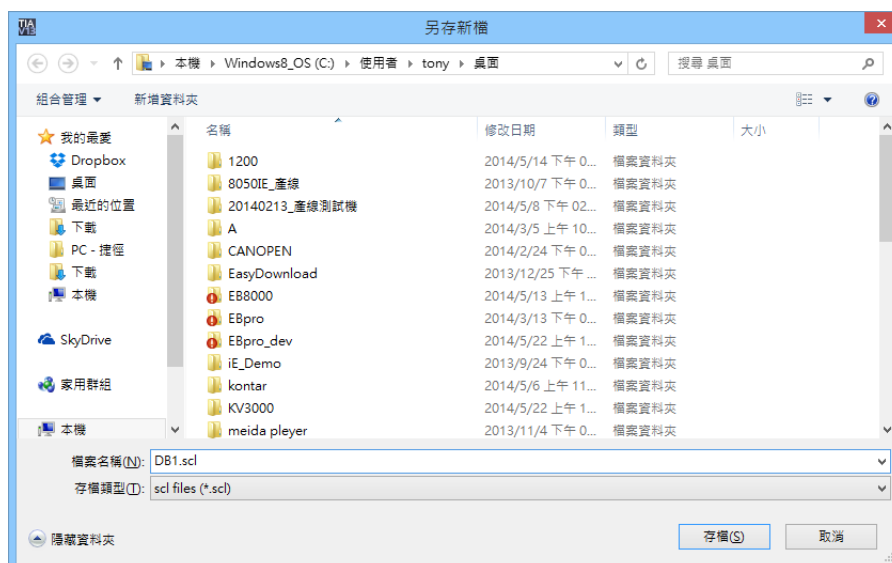 TIA
V13
另存新檔
本機 Windows8_OS (C:) 使用者 tony 桌面
搜尋 桌面
組合管理 新增資料夾
我的最愛
Dropbox
桌面
最近的位置
下載
PC - 捷徑
下載
本機
SkyDrive
家用群組
本機
名稱 修改日期 類型 大小
1200 2014/5/14 下午 0... 檔案資料夾
8050IE_產線 2013/10/7 下午 0... 檔案資料夾
20140213_產線測試機 2014/5/8 下午 02... 檔案資料夾
A 2014/3/5 上午 10... 檔案資料夾
CANOPEN 2014/2/24 下午 0... 檔案資料夾
EasyDownload 2013/12/25 下午 ... 檔案資料夾
EB8000 2014/5/13 上午 1... 檔案資料夾
EBpro 2014/3/13 下午 0... 檔案資料夾
EBpro_dev 2014/5/22 上午 1... 檔案資料夾
iE_Demo 2013/9/24 下午 0... 檔案資料夾
kontar 2014/5/6 上午 11... 檔案資料夾
KV3000 2014/5/22 上午 1... 檔案資料夾
meida pleyer 2013/11/4 下午 0... 檔案資料夾
檔案名稱(N): DB1.scl
存檔類型(T): scl files (*.scl)
隱藏資料夾
存檔(S) 取消